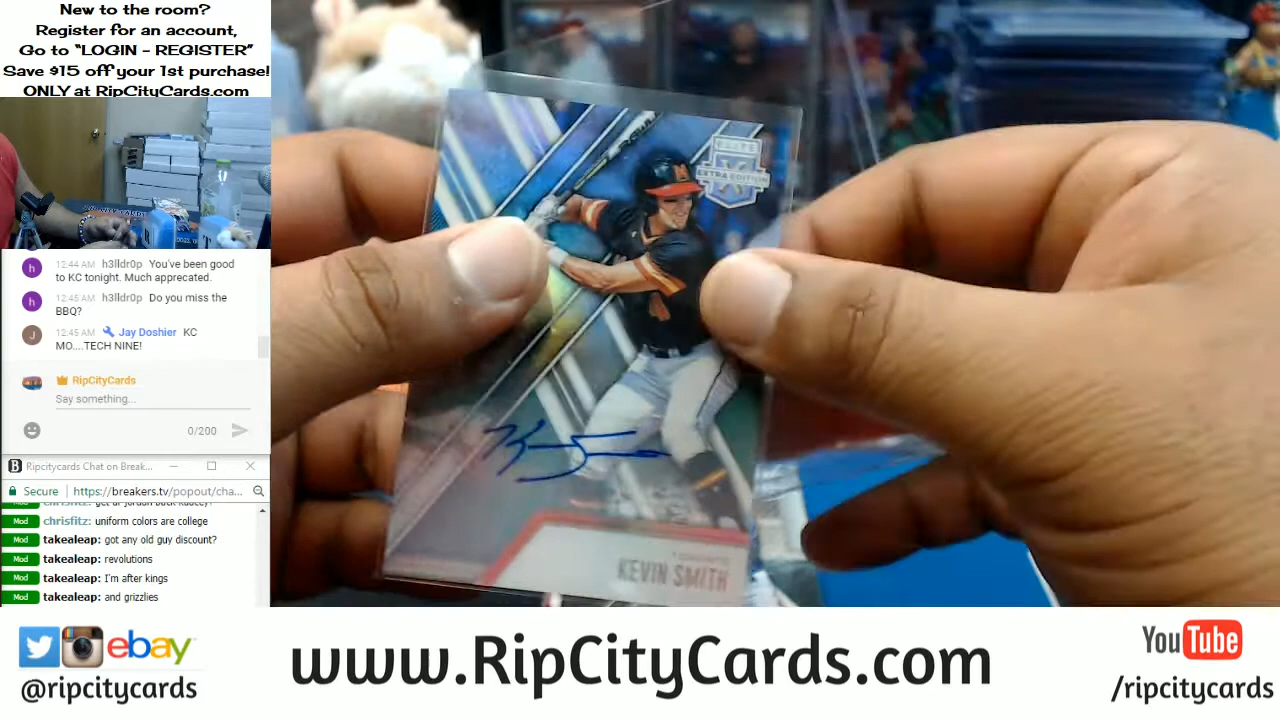 New to the room?
Register for an account,
Go to “LOGIN - REGISTER”
Save $15 off your 1st purchase!
ONLY at RipCityCards.com
h
12:44 AM h3lldr0p You've been good
to KC tonight. Much apprecated.
h
12:45 AM h3lldr0p Do you miss the
BBQ?
J
12:45 AM Jay Doshier KC
MO....TECH NINE!
RipCityCards
Say something...
0/200
B Ripcitycards Chat on Break...
Secure https://breakers.tv/popout/cha...
Mod chrisfitz: uniform colors are college
Mod takealeap: got any old guy discount?
Mod takealeap: revolutions
Mod takealeap: I'm after kings
Mod takealeap: and grizzlies
ELITE
EXTRA EDITION
M
KEVIN SMITH
ebay
@ripcitycards
www.RipCityCards.com
YouTube
/ripcitycards